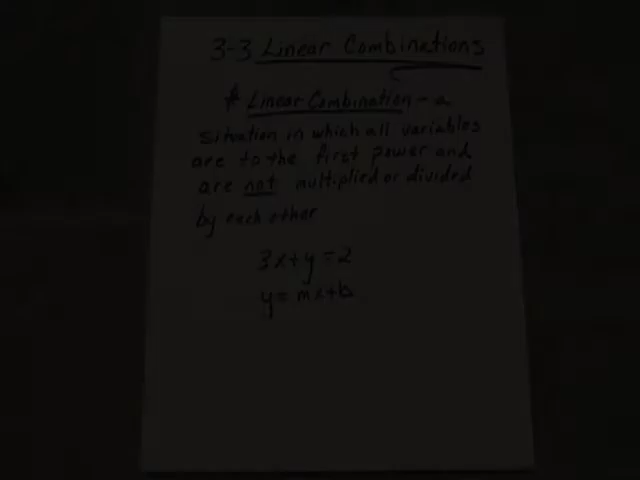 3-3 Linear Combinations
* Linear Combination - a
situation in which all variables
are to the first power and
are not multiplied or divided
by each other
3x+y=2
y=mx+b